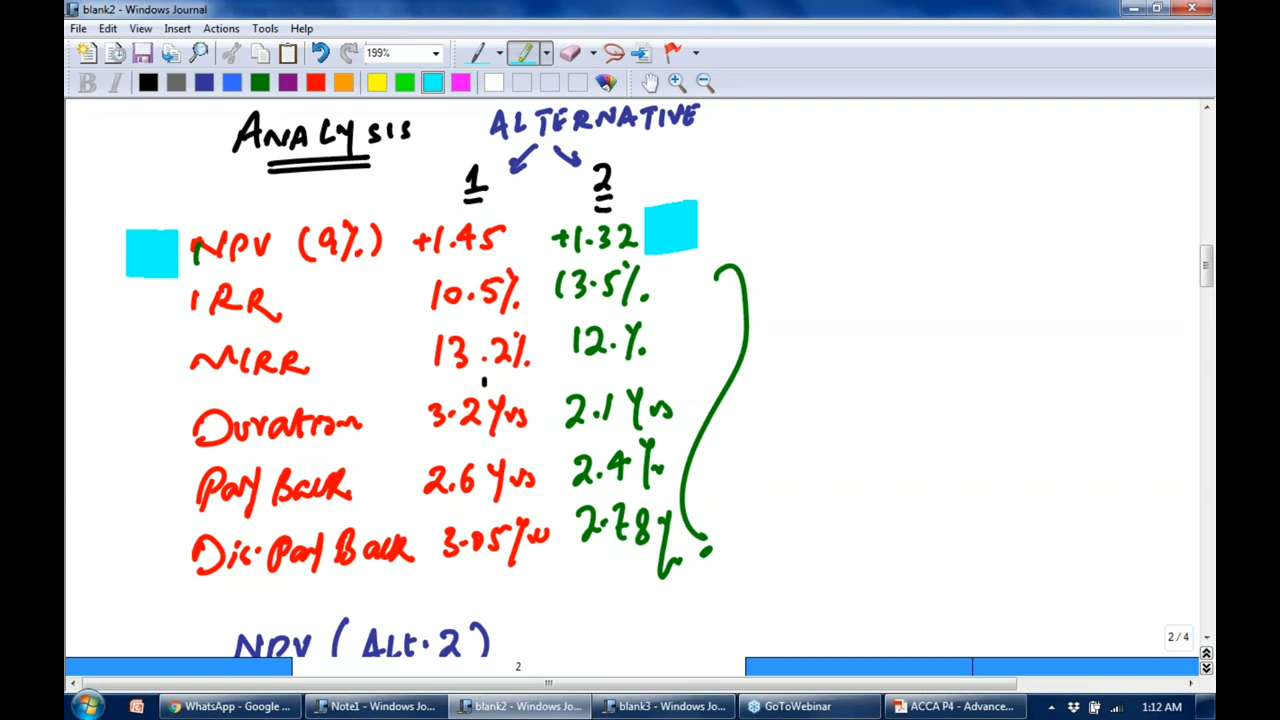 blank2 - Windows Journal
File Edit View Insert Actions Tools Help
199%
ANALYSIS
ALTERNATIVE
1 2
NPV (9%) +1.45 +1.32
IRR 10.5% 13.5%
MIRR 13.2% 12.%
Duration 3.2 Yrs 2.1 Yrs
Pay Back 2.6 Yrs 2.4 Yr
Dis. Pay Back 3.05 Yrs 2.78 Yr
NPV (Alt. 2)
2 / 4
2
WhatsApp - Google ... Note1 - Windows Jo... blank2 - Windows Jo... blank3 - Windows Jo... GoToWebinar ACCA P4 - Advance... 1:12 AM